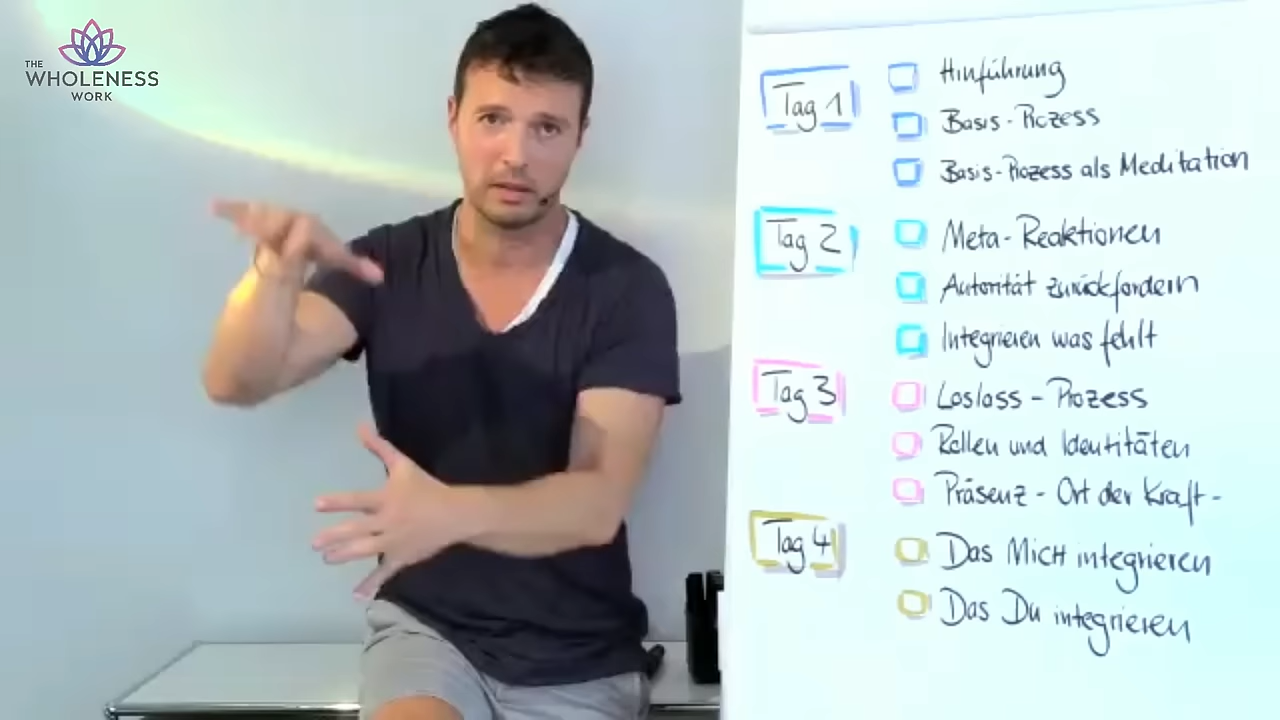 THE
WHOLENESS
WORK
Tag 1
Hinführung
Basis-Prozess
Basis-Prozess als Meditation
Tag 2
Meta-Reaktionen
Autorität zurückfordern
Integrieren was fehlt
Tag 3
Loslass-Prozess
Rollen und Identitäten
Präsenz - Ort der Kraft -
Tag 4
Das MICH integrieren
Das Du integrieren